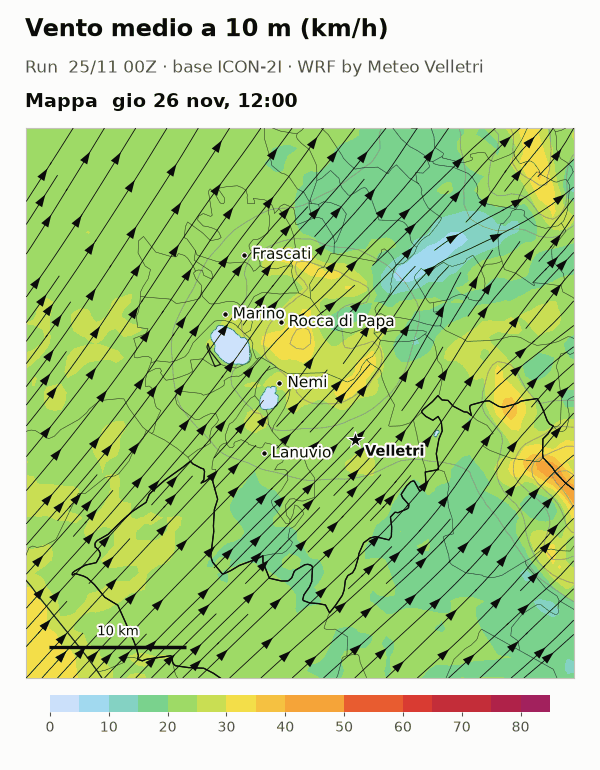 Vento medio a 10 m (km/h)
Run  25/11 00Z · base ICON-2I · WRF by Meteo Velletri
Mappa  gio 26 nov, 12:00
Frascati
Marino
Rocca di Papa
Nemi
Velletri
Lanuvio
10 km
0 10 20 30 40 50 60 70 80